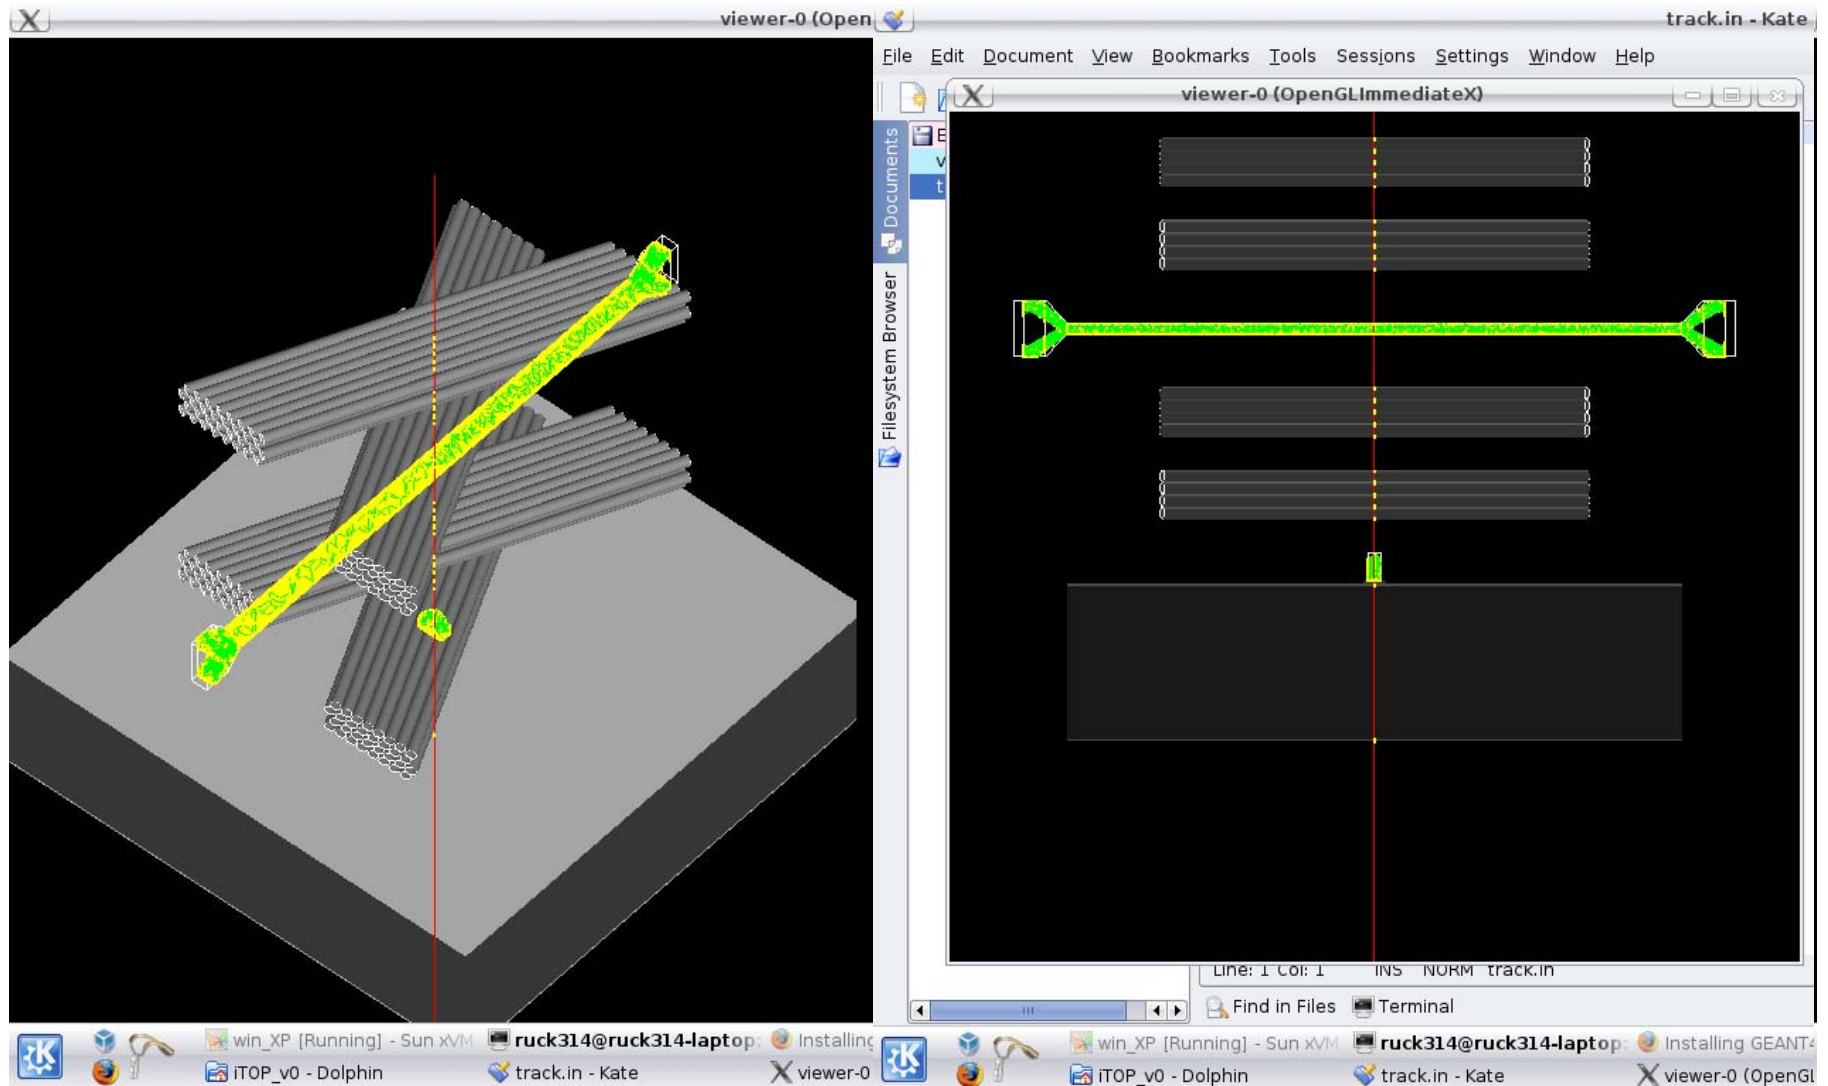 viewer-0 (Open
track.in - Kate
File Edit Document View Bookmarks Tools Sessions Settings Window Help
viewer-0 (OpenGLImmediateX)
Documents
Filesystem Browser
E
v
t
Line: 1 Col: 1 INS NORM track.in
Find in Files Terminal
win_XP [Running] - Sun xVM ruck314@ruck314-laptop: Installing
iTOP_v0 - Dolphin track.in - Kate viewer-0
win_XP [Running] - Sun xVM ruck314@ruck314-laptop: Installing GEANT4
iTOP_v0 - Dolphin track.in - Kate viewer-0 (OpenGL